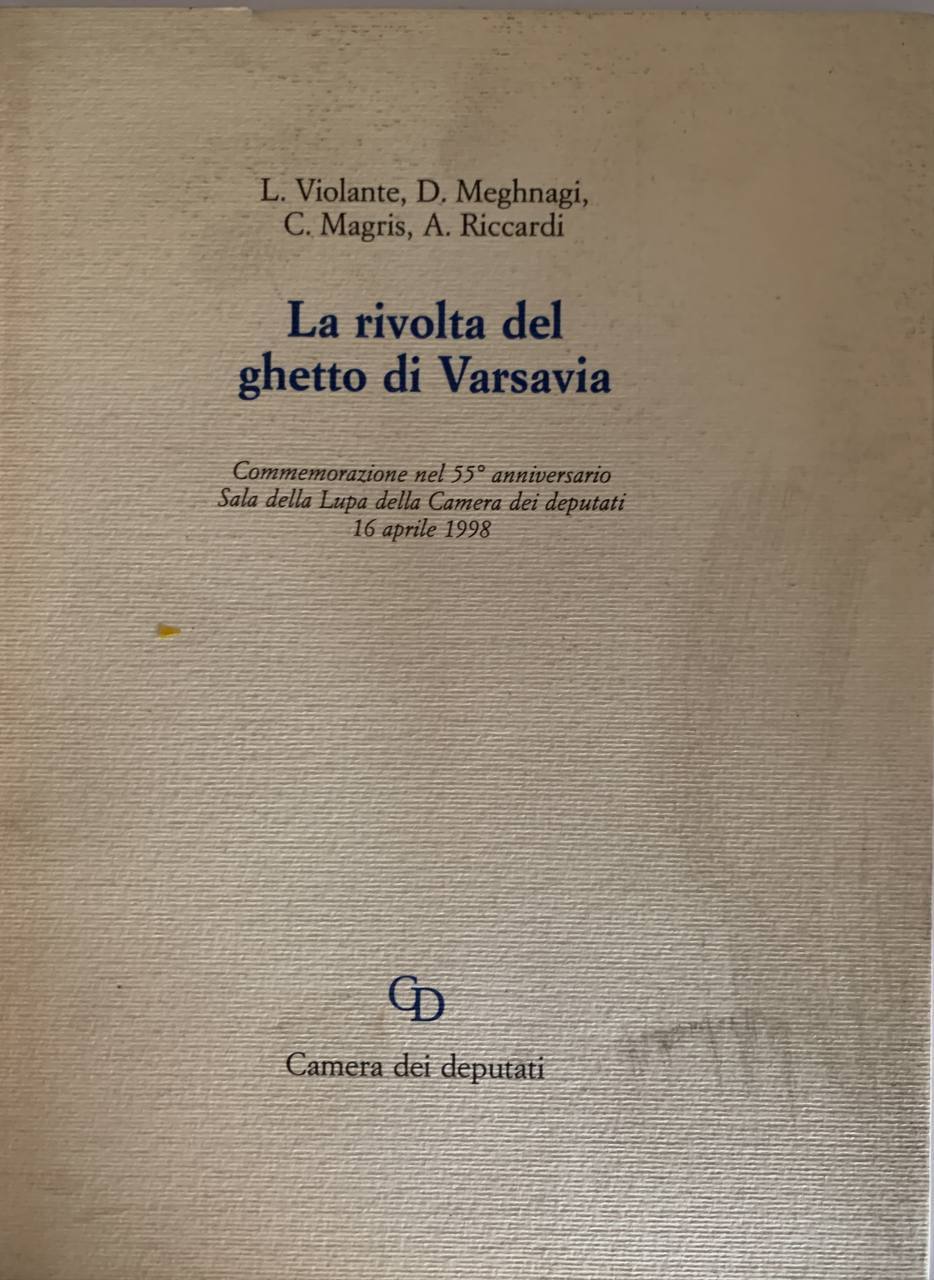 L. Violante, D. Meghnagi,
C. Magris, A. Riccardi
La rivolta del
ghetto di Varsavia
Commemorazione nel 55° anniversario
Sala della Lupa della Camera dei deputati
16 aprile 1998
CD
Camera dei deputati